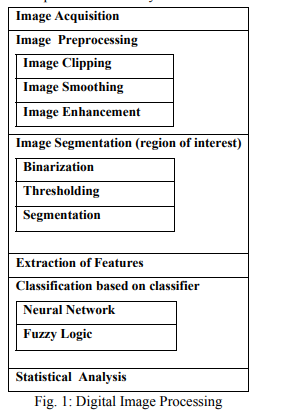 Image Acquisition
Image Preprocessing
Image Clipping
Image Smoothing
Image Enhancement
Image Segmentation (region of interest)
Binarization
Thresholding
Segmentation
Extraction of Features
Classification based on classifier
Neural Network
Fuzzy Logic
Statistical Analysis
Fig. 1: Digital Image Processing